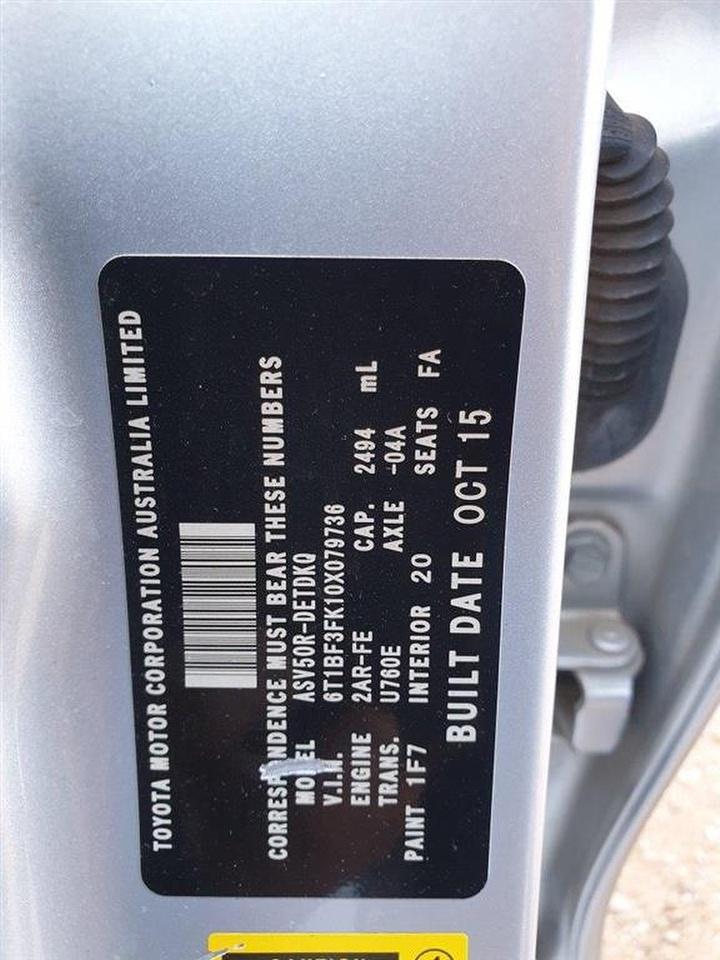 TOYOTA MOTOR CORPORATION AUSTRALIA LIMITED
CORRESPONDENCE MUST BEAR THESE NUMBERS
MODEL ASV50R-DETDKQ
V.I.N. 6T1BF3FK10X079736
ENGINE 2AR-FE CAP. 2494 mL
TRANS. U760E AXLE -04A
PAINT 1F7 INTERIOR 20 SEATS FA
BUILT DATE OCT 15
CAUTION